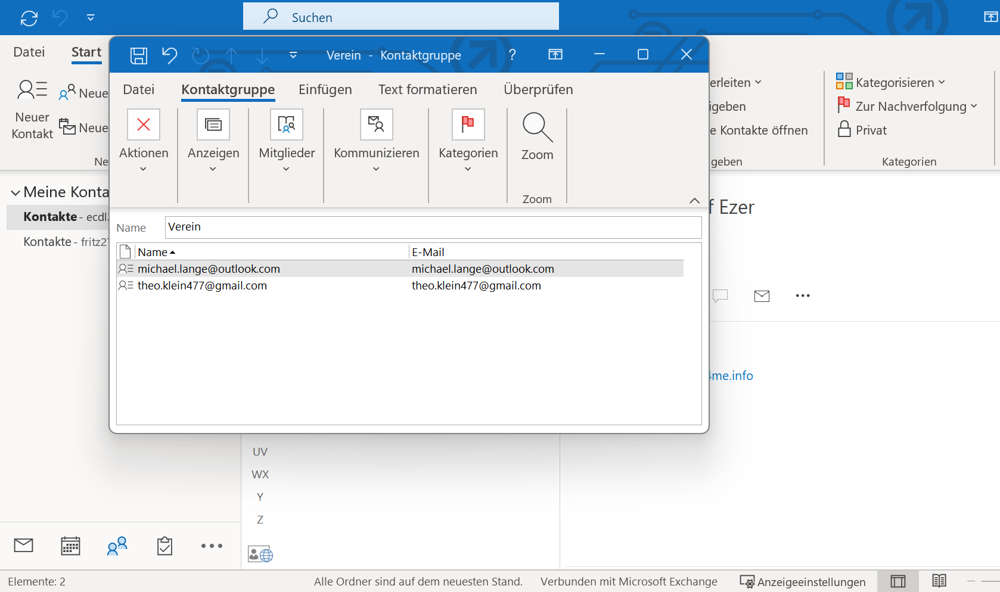 Suchen
Datei
Start
Neuer
Kontakt
Neue
Neue
Ne
Verein - Kontaktgruppe
?
Datei
Kontaktgruppe
Einfügen
Text formatieren
Überprüfen
Aktionen
Anzeigen
Mitglieder
Kommunizieren
Kategorien
Zoom
Zoom
erleiten
igeben
e Kontakte öffnen
geben
Kategorisieren
Zur Nachverfolgung
Privat
Kategorien
Meine Konta
Kontakte - ecdl
Kontakte - fritz2
Name
Verein
Name
E-Mail
michael.lange@outlook.com
michael.lange@outlook.com
theo.klein477@gmail.com
theo.klein477@gmail.com
f Ezer
4me.info
UV
WX
Y
Z
Elemente: 2
Alle Ordner sind auf dem neuesten Stand.
Verbunden mit Microsoft Exchange
Anzeigeeinstellungen